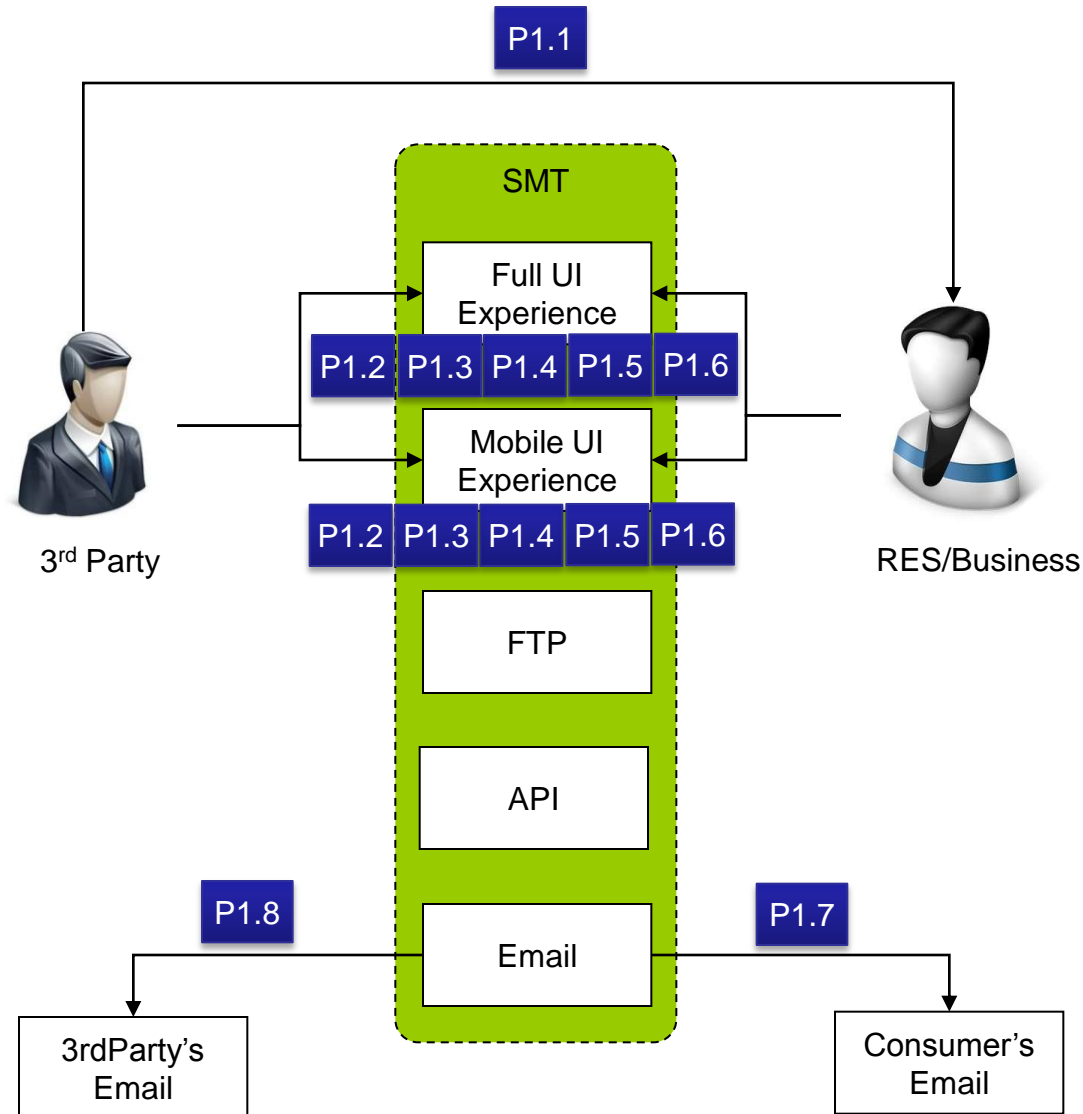 P1.1
SMT
Full UI
Experience
P1.2 P1.3 P1.4 P1.5 P1.6
Mobile UI
Experience
P1.2 P1.3 P1.4 P1.5 P1.6
3rd Party
RES/Business
FTP
API
P1.8
P1.7
Email
3rdParty's
Email
Consumer's
Email